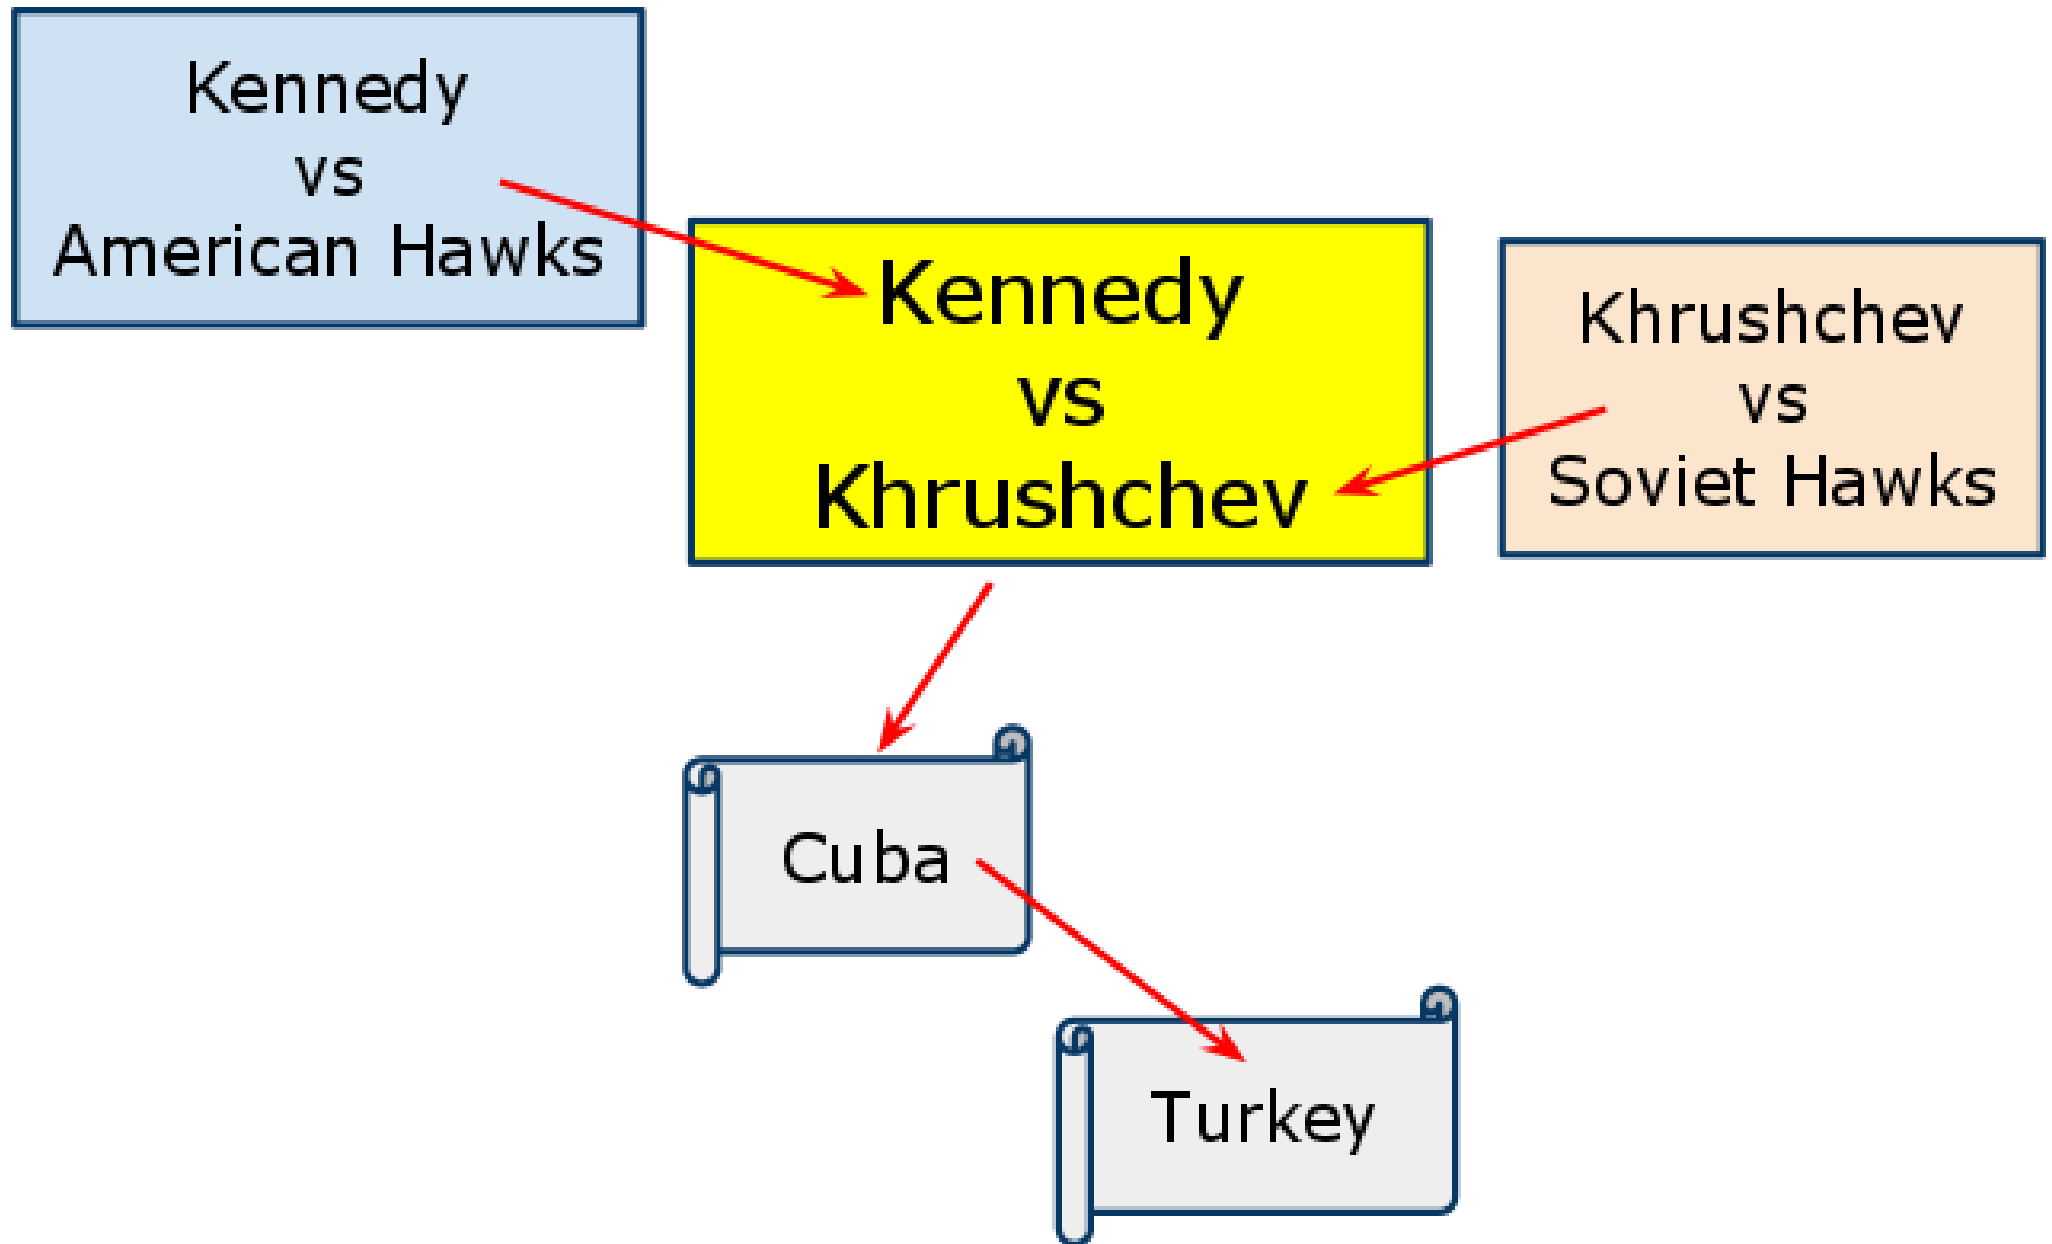 Kennedy
vs
American Hawks
Kennedy
vs
Khrushchev
Khrushchev
vs
Soviet Hawks
Cuba
Turkey